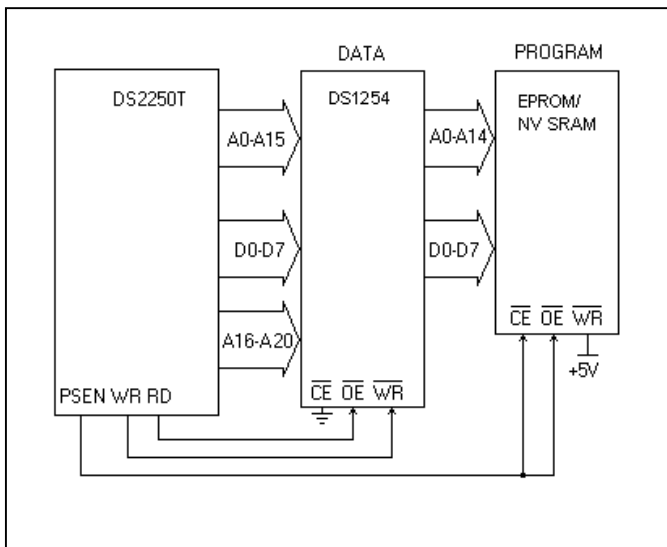 DATA
PROGRAM
DS2250T
DS1254
EPROM/
NV SRAM
A0-A15
A0-A14
D0-D7
D0-D7
A16-A20
CE OE WR
+5V
PSEN WR RD
CE OE WR